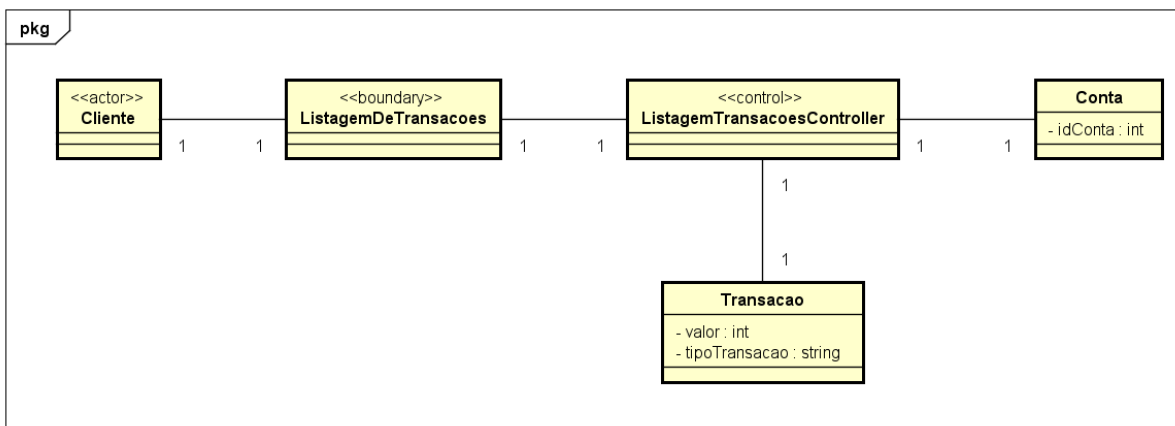 pkg
<<actor>>
Cliente
1
1
<<boundary>>
ListagemDeTransacoes
1
1
<<control>>
ListagemTransacoesController
1
1
Conta
- idConta : int
1
1
Transacao
- valor : int
- tipoTransacao : string